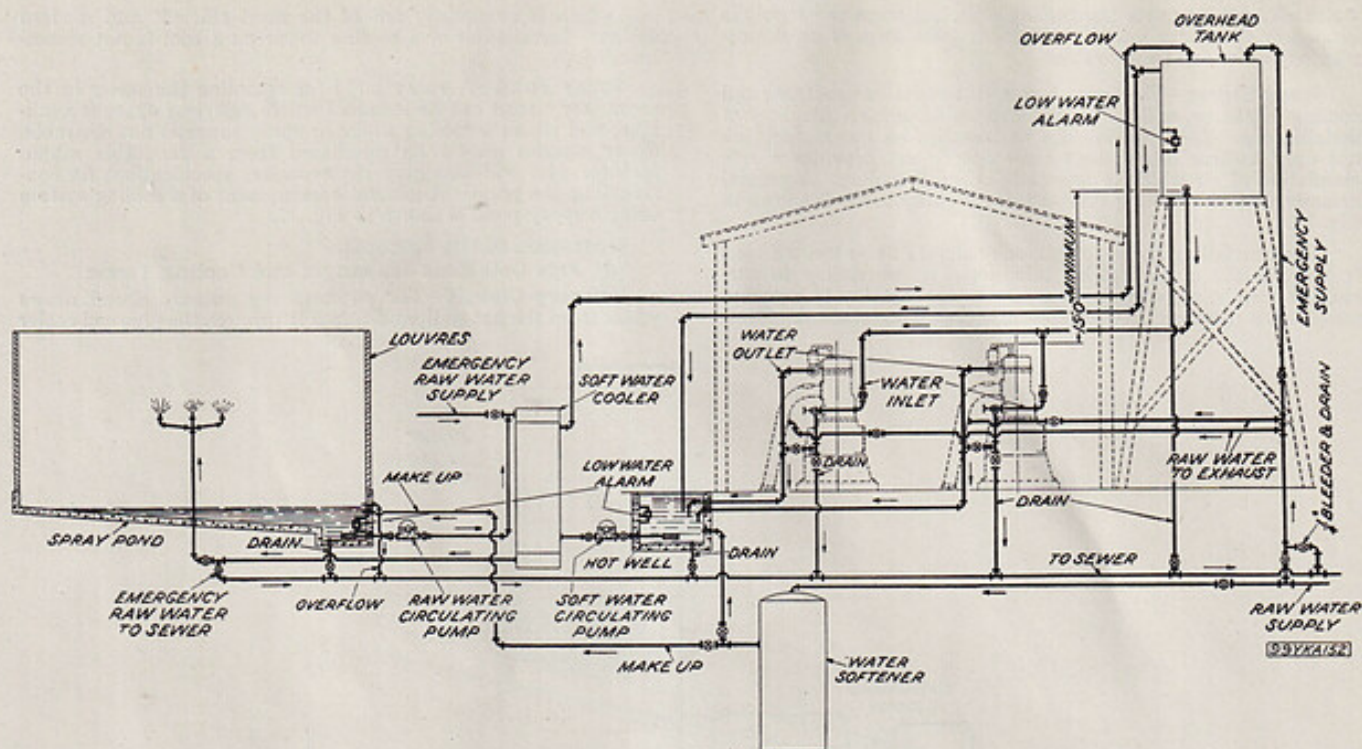 OVERHEAD
TANK
OVERFLOW
LOW WATER
ALARM
15'0" MINIMUM
EMERGENCY
SUPPLY
LOUVRES
EMERGENCY
RAW WATER
SUPPLY
SOFT WATER
COOLER
WATER
OUTLET
WATER
INLET
RAW WATER
TO EXHAUST
BLEEDER & DRAIN
MAKE UP
LOW WATER
ALARM
DRAIN
DRAIN
SPRAY POND
DRAIN
HOT WELL
DRAIN
TO SEWER
EMERGENCY
RAW WATER
TO SEWER
OVERFLOW
RAW WATER
CIRCULATING
PUMP
SOFT WATER
CIRCULATING
PUMP
RAW WATER
SUPPLY
MAKE UP
WATER
SOFTENER
99YKA152